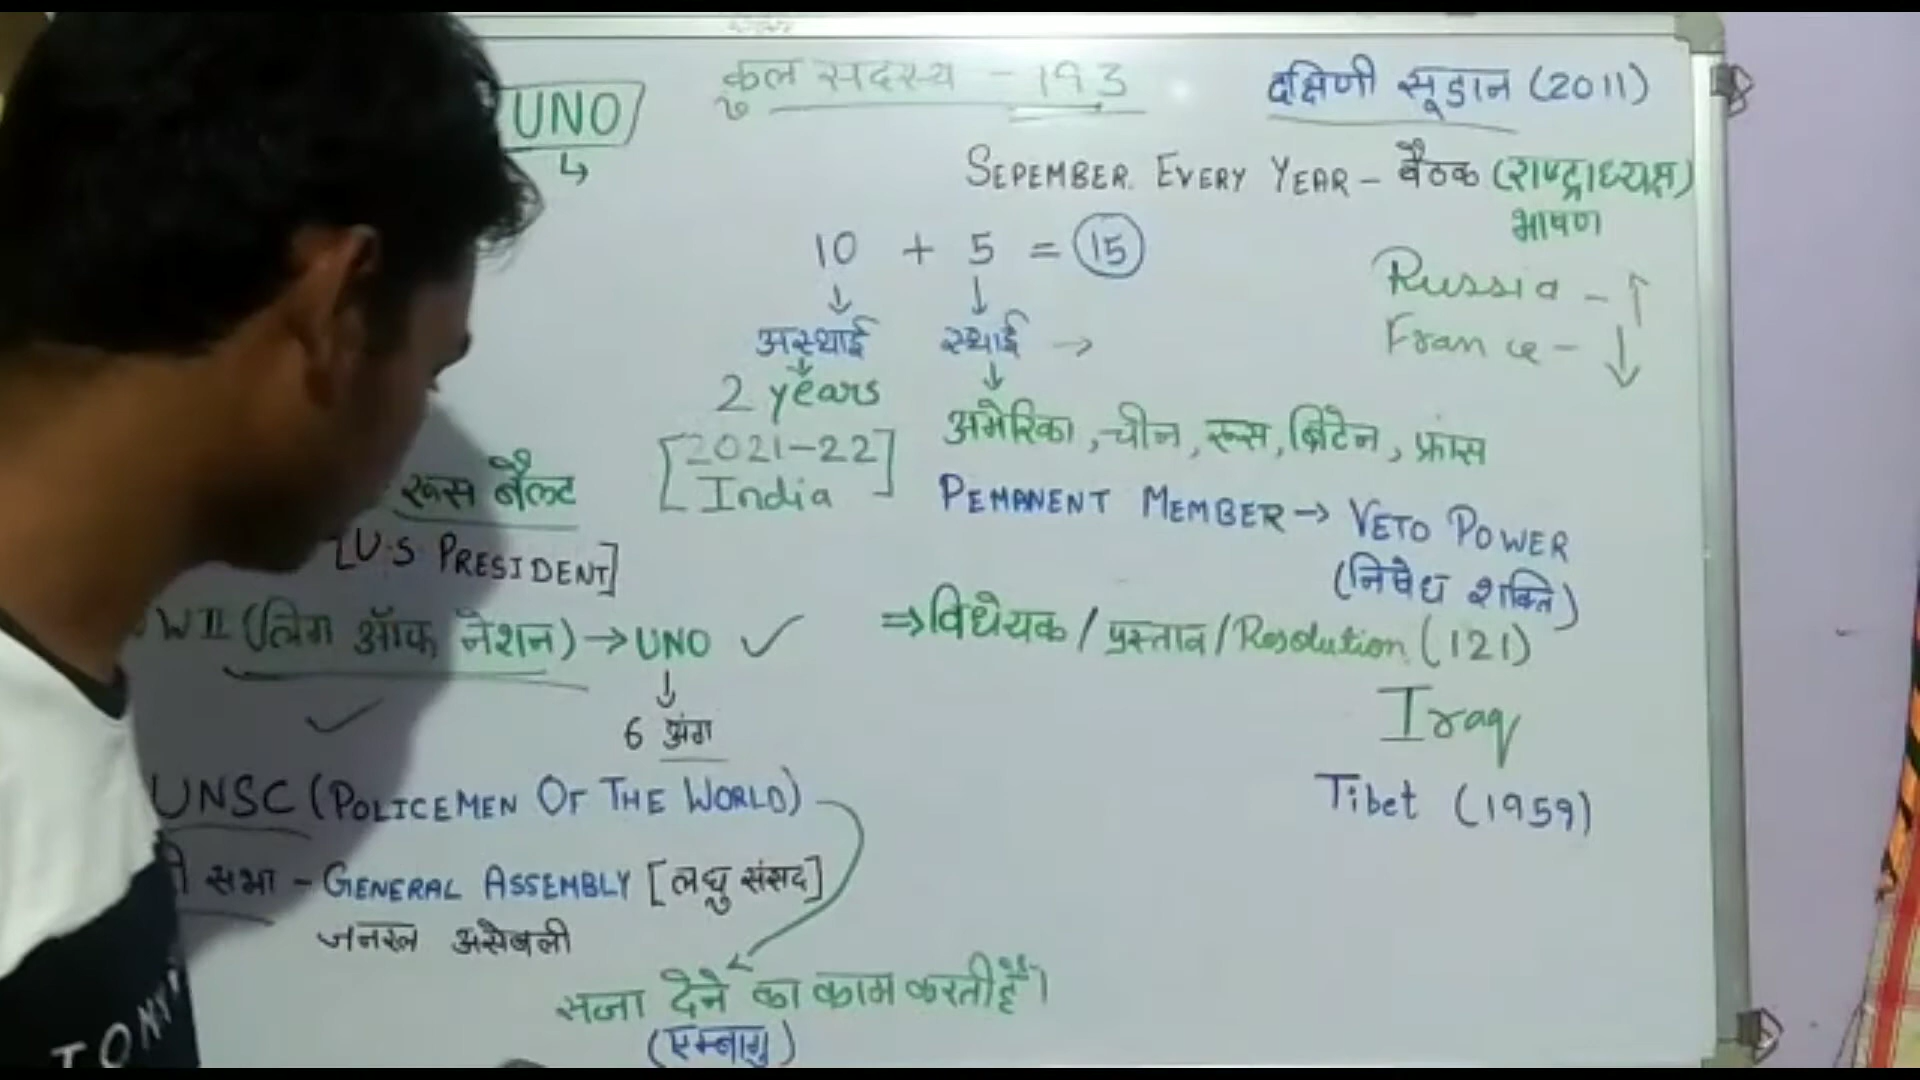 UNO
कुल सदस्य - 193
दक्षिणी सूडान (2011)
SEPEMBER. EVERY YEAR - बैठक (राष्ट्राध्यक्ष)
भाषण
10 + 5 = 15
Russia - ↑
France - ↓
अस्थाई स्थाई →
2 years
अमेरिका, चीन, रूस, ब्रिटेन, फ्रांस
[2021-22]
India
PEMANENT MEMBER → VETO POWER
(निषेध शक्ति)
रूस बैल्ट
[U.S PRESIDENT]
W II (लिग ऑफ नेशन) → UNO ✓
⇒ विधेयक / प्रस्ताव / Resolution (121)
6 अंग
Iraq
Tibet (1959)
UNSC (POLICEMEN OF THE WORLD)
सभा - GENERAL ASSEMBLY [लघु संसद]
जनरल असेबली
सजा देने का काम करती है।
(एम्बागु)
TONY